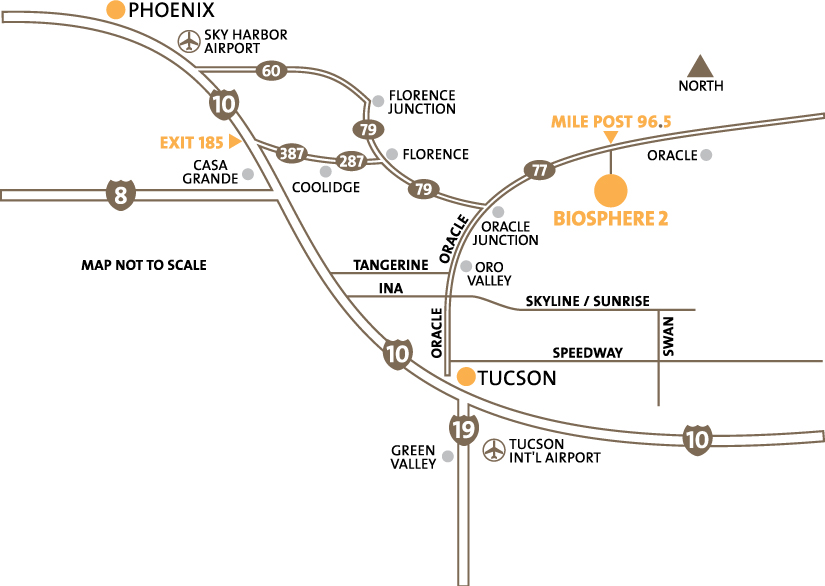 PHOENIX
SKY HARBOR
AIRPORT
60
NORTH
10
FLORENCE
JUNCTION
MILE POST 96.5
79
EXIT 185
387
287
FLORENCE
ORACLE
CASA
GRANDE
COOLIDGE
77
79
8
BIOSPHERE 2
ORACLE
ORACLE
JUNCTION
MAP NOT TO SCALE
TANGERINE
ORO
VALLEY
INA
SKYLINE / SUNRISE
ORACLE
SWAN
10
SPEEDWAY
TUCSON
19
10
GREEN
VALLEY
TUCSON
INT'L AIRPORT